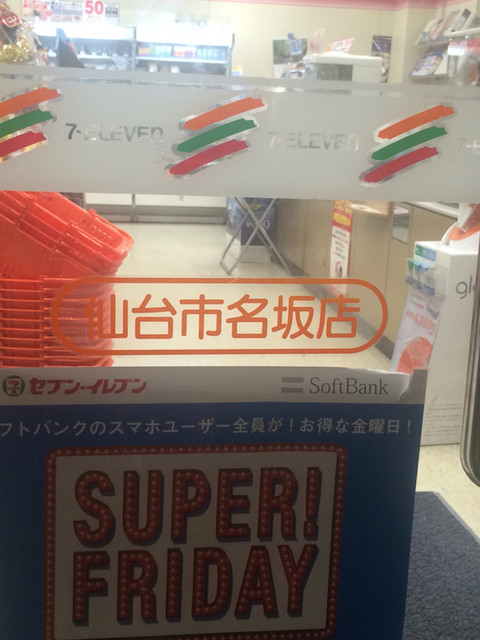 50
7-ELEVEn 7-ELEVEn
仙台市名坂店
glo
セブン-イレブン SoftBank
フトバンクのスマホユーザー全員が!お得な金曜日!
SUPER!
FRIDAY